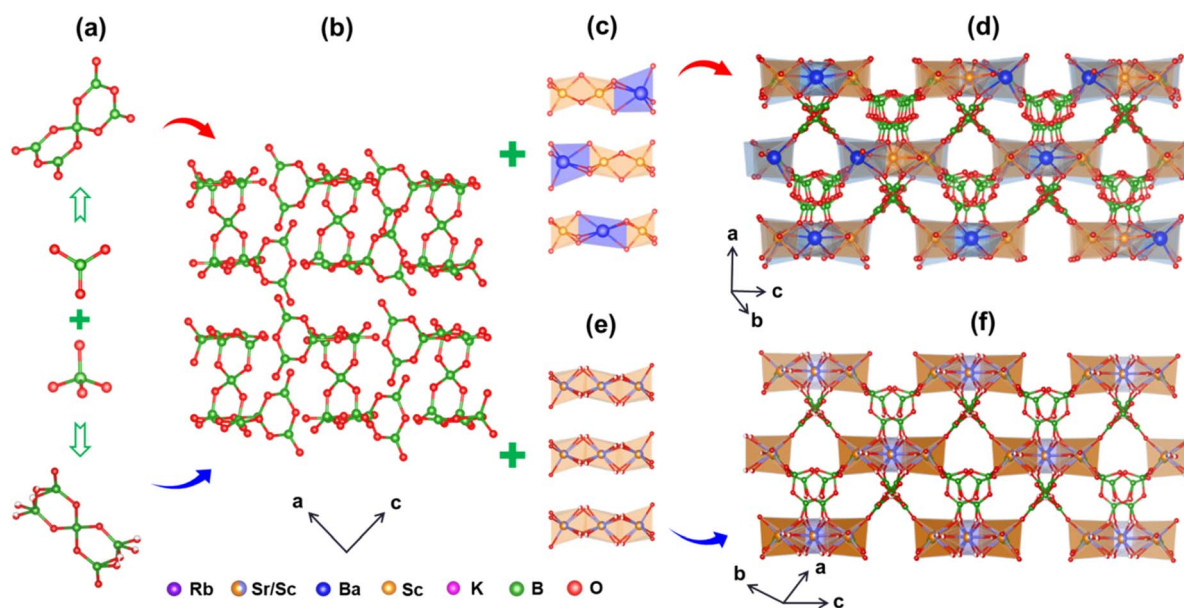 (a) (b) (c) (d)
+ +
a
c
b
+
(e) (f)
+
a c
b a
c
Rb Sr/Sc Ba Sc K B O